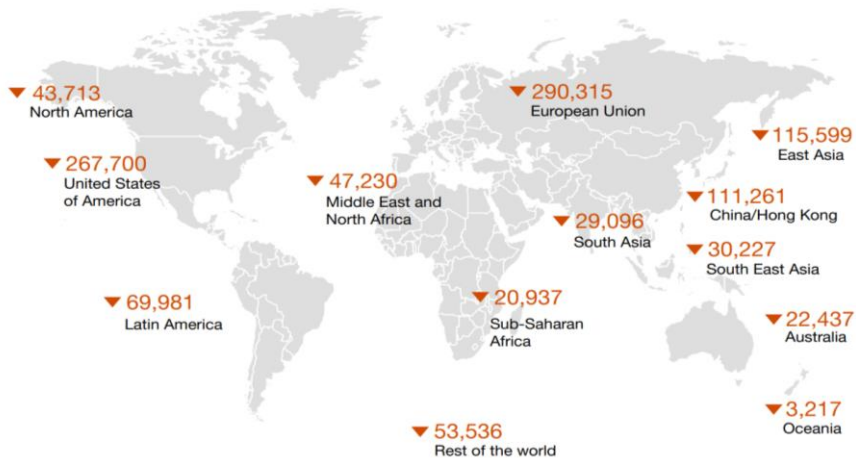 43,713
North America
290,315
European Union
115,599
East Asia
267,700
United States
of America
47,230
Middle East and
North Africa
111,261
China/Hong Kong
29,096
South Asia
30,227
South East Asia
69,981
Latin America
20,937
Sub-Saharan
Africa
22,437
Australia
3,217
Oceania
53,536
Rest of the world